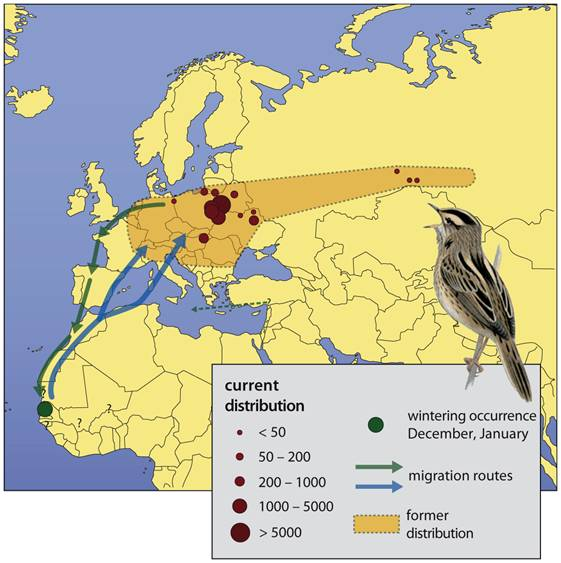 ?
?
?
?
current
distribution
< 50
50 – 200
200 – 1000
1000 – 5000
> 5000
wintering occurrence
December, January
migration routes
former
distribution